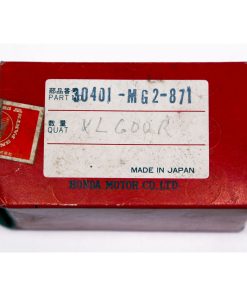 部品番号
PART NO. 30401-MG2-871
数量
QUAT XL600R
MADE IN JAPAN
HONDA MOTOR CO., LTD.